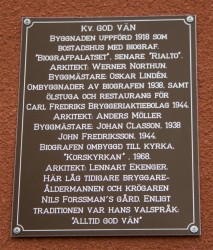 Kv. GOD VÄN
BYGGNADEN UPPFÖRD 1918 SOM
BOSTADSHUS MED BIOGRAF.
"BIOGRAFPALATSET", SENARE "RIALTO".
ARKITEKT: WERNER NORTHUN.
BYGGMÄSTARE: OSKAR LINDÉN.
OMBYGGNADER AV BIOGRAFEN 1938, SAMT
ÖLSTUGA OCH RESTAURANG FÖR
CARL FREDRIKS BRYGGERIAKTIEBOLAG 1944.
ARKITEKT: ANDERS MÖLLER
BYGGMÄSTARE: JOHAN CLASSON, 1938
JOHN FREDRIKSSON, 1944.
BIOGRAFEN OMBYGGD TILL KYRKA,
"KORSKYRKAN", 1968.
ARKITEKT: LENNART EKENGER.
HÄR LÅG TIDIGARE BRYGGARE-
ÅLDERMANNEN OCH KRÖGAREN
NILS FORSSMAN'S GÅRD. ENLIGT
TRADITIONEN VAR HANS VALSPRÅK:
"ALLTID GOD VÄN"